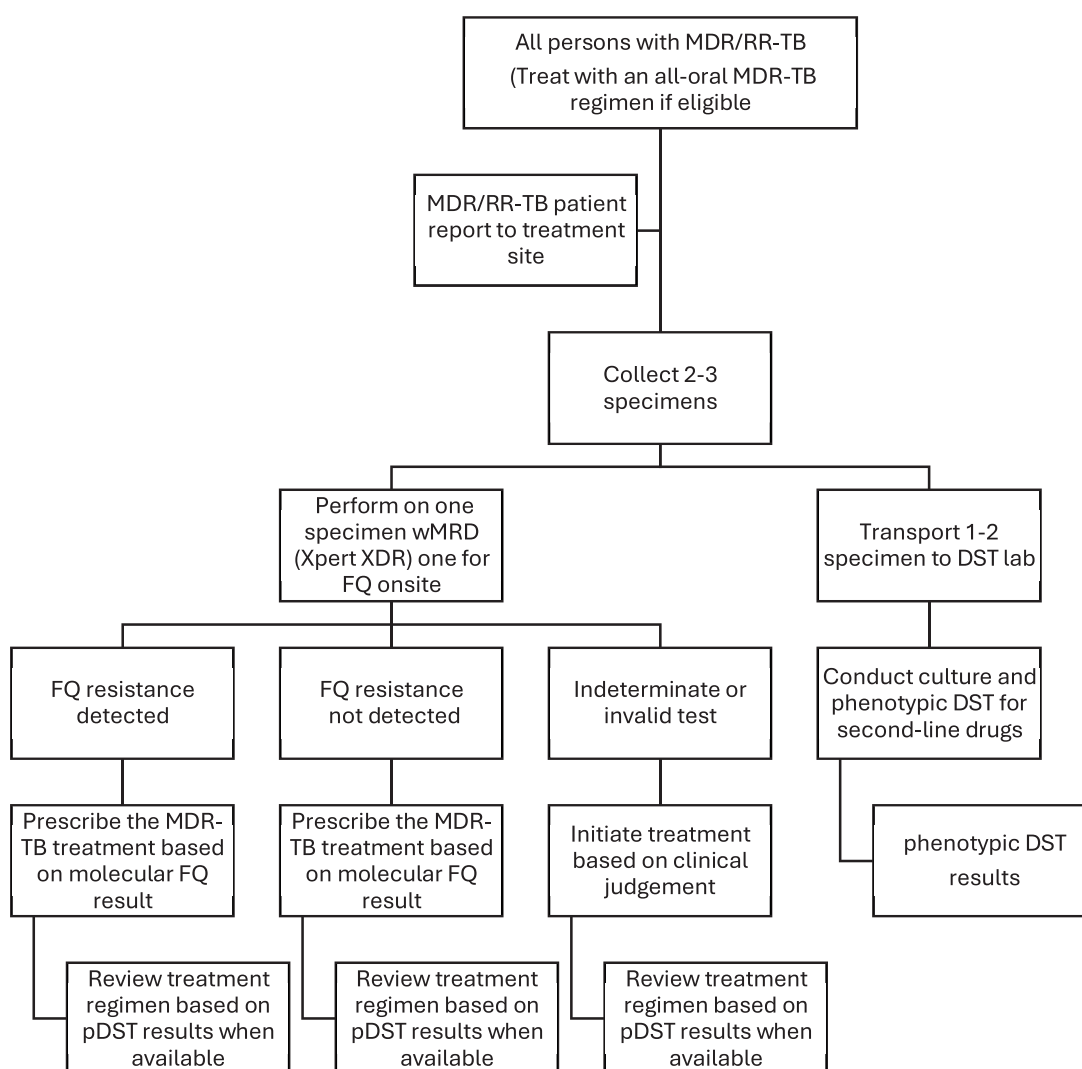 All persons with MDR/RR-TB
(Treat with an all-oral MDR-TB
regimen if eligible
MDR/RR-TB patient
report to treatment
site
Collect 2-3
specimens
Perform on one
specimen wMRD
(Xpert XDR) one for
FQ onsite
Transport 1-2
specimen to DST lab
FQ resistance
detected
FQ resistance
not detected
Indeterminate or
invalid test
Conduct culture and
phenotypic DST for
second-line drugs
Prescribe the MDR-
TB treatment based
on molecular FQ
result
Prescribe the MDR-
TB treatment based
on molecular FQ
result
Initiate treatment
based on clinical
judgement
phenotypic DST
results
Review treatment
regimen based on
pDST results when
available
Review treatment
regimen based on
pDST results when
available
Review treatment
regimen based on
pDST results when
available